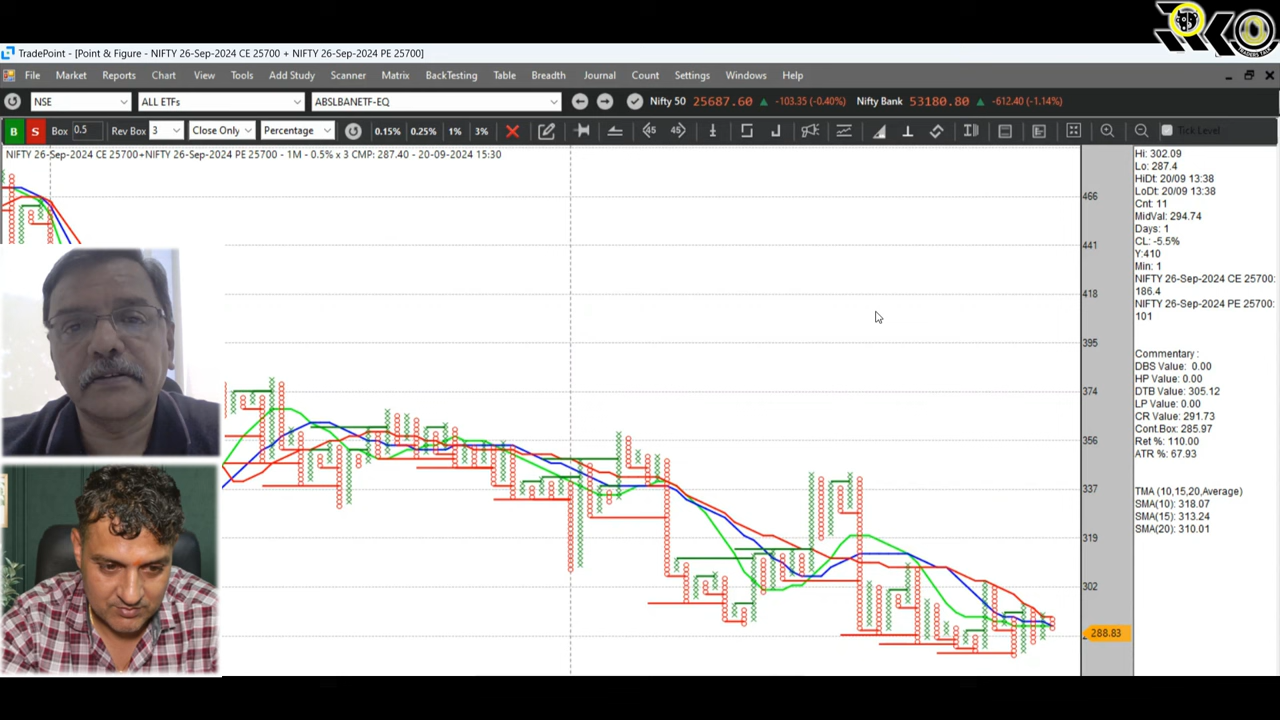 RKO
TRADERS TALK
TradePoint - [Point & Figure - NIFTY 26-Sep-2024 CE 25700 + NIFTY 26-Sep-2024 PE 25700]
File Market Reports Chart View Tools Add Study Scanner Matrix BackTesting Table Breadth Journal Count Settings Windows Help
NSE ALL ETFs ABSLBANETF-EQ Nifty 50 25687.60 -103.35 (-0.40%) Nifty Bank 53180.80 -612.40 (-1.14%)
B S Box 0.5 Rev Box 3 Close Only Percentage 0.15% 0.25% 1% 3% Tick Level
NIFTY 26-Sep-2024 CE 25700+NIFTY 26-Sep-2024 PE 25700 - 1M - 0.5% x 3 CMP: 287.40 - 20-09-2024 15:30
466
441
418
395
374
356
337
319
302
288.83
Hi: 302.09
Lo: 287.4
HiDt: 20/09 13:38
LoDt: 20/09 13:38
Cnt: 11
MidVal: 294.74
Days: 1
CL: -5.5%
Y:410
Min: 1
NIFTY 26-Sep-2024 CE 25700:
186.4
NIFTY 26-Sep-2024 PE 25700:
101
Commentary :
DBS Value: 0.00
HP Value: 0.00
DTB Value: 305.12
LP Value: 0.00
CR Value: 291.73
Cont.Box: 285.97
Ret %: 110.00
ATR %: 67.93
TMA (10,15,20,Average)
SMA(10): 318.07
SMA(15): 313.24
SMA(20): 310.01